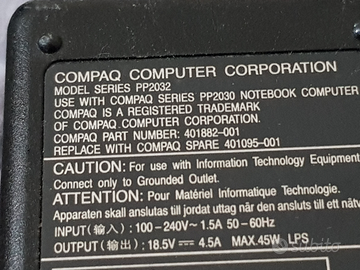 COMPAQ COMPUTER CORPORATION
MODEL SERIES PP2032
USE WITH COMPAQ SERIES PP2030 NOTEBOOK COMPUTER
COMPAQ IS A REGISTERED TRADEMARK
OF COMPAQ COMPUTER CORPORATION.
COMPAQ PART NUMBER: 401882-001
REPLACE WITH COMPAQ SPARE 401095-001
CAUTION: For use with Information Technology Equipment
Connect only to Grounded Outlet.
ATTENTION: Pour Matériel Informatique Technologie.
Apparaten skall anslutas till jordat uttag när den ansluts till ett nätv
INPUT(输入): 100-240V~ 1.5A 50-60Hz
OUTPUT(输出): 18.5V 4.5A MAX.45W LPS
subito